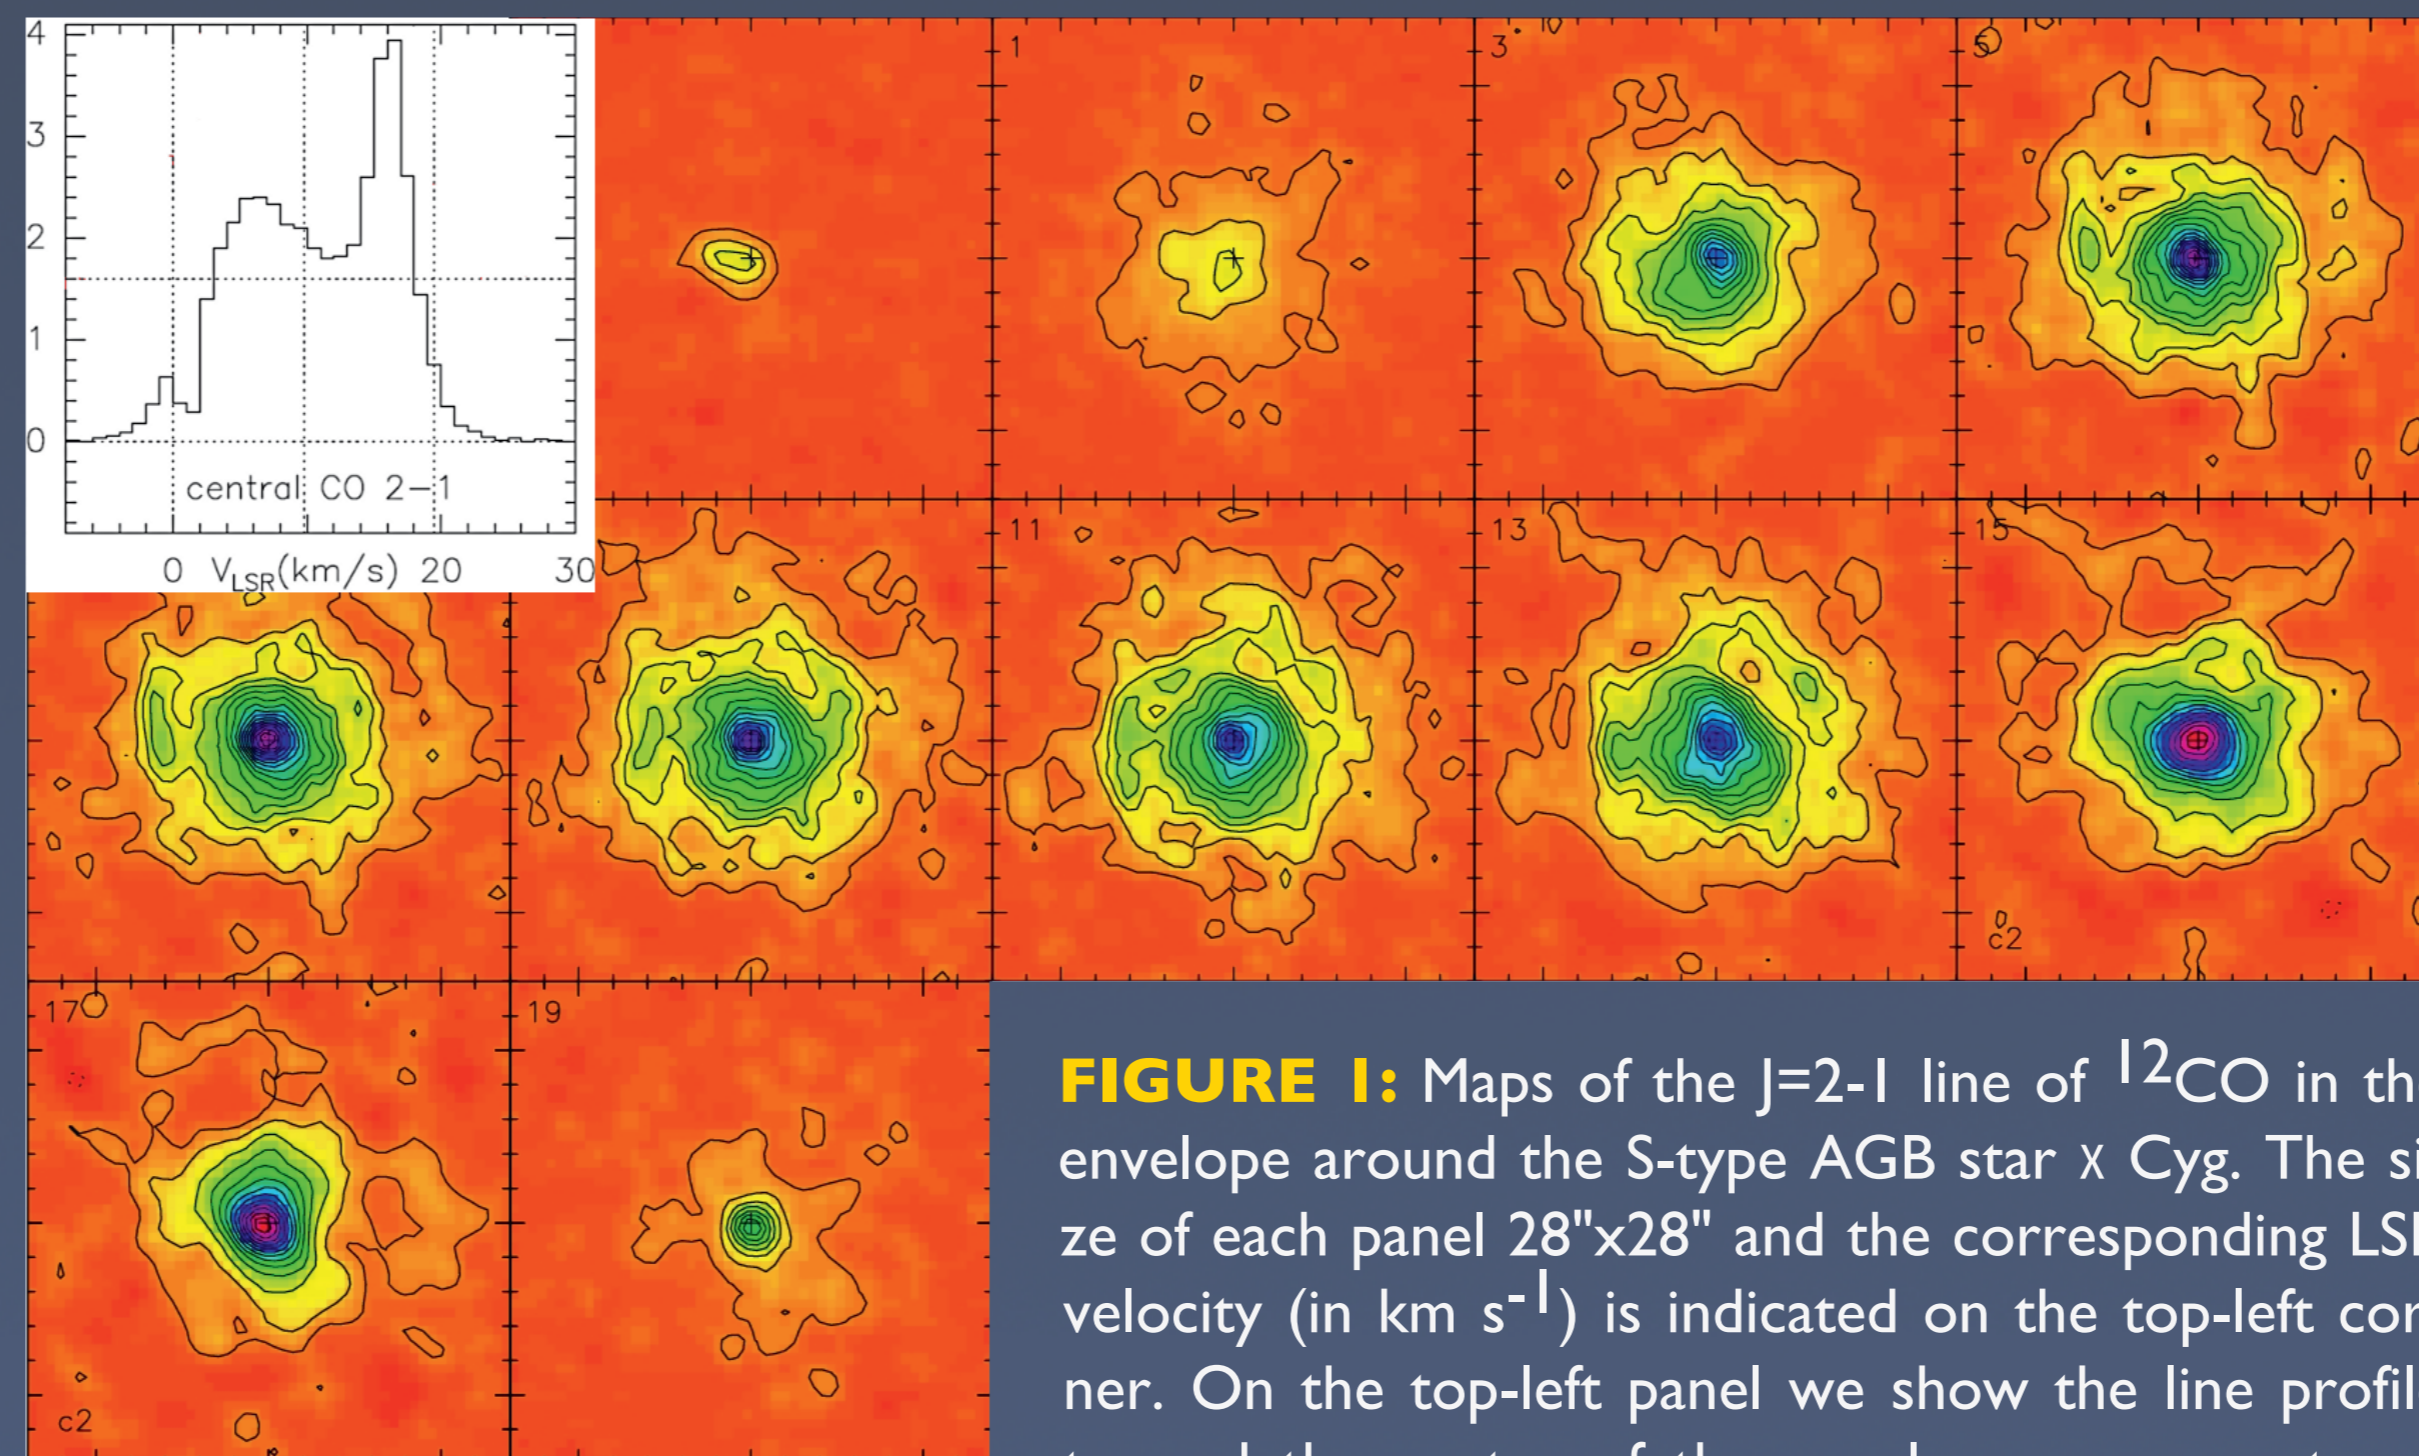 4
3
2
1
0
central CO 2-1
0 VLSR(km/s) 20 30
1
3
5
11
13
15
c2
17
19
c2
FIGURE 1: Maps of the J=2-1 line of 12CO in th
envelope around the S-type AGB star χ Cyg. The si
ze of each panel 28"x28" and the corresponding LS
velocity (in km s-1) is indicated on the top-left cor
ner. On the top-left panel we show the line profil